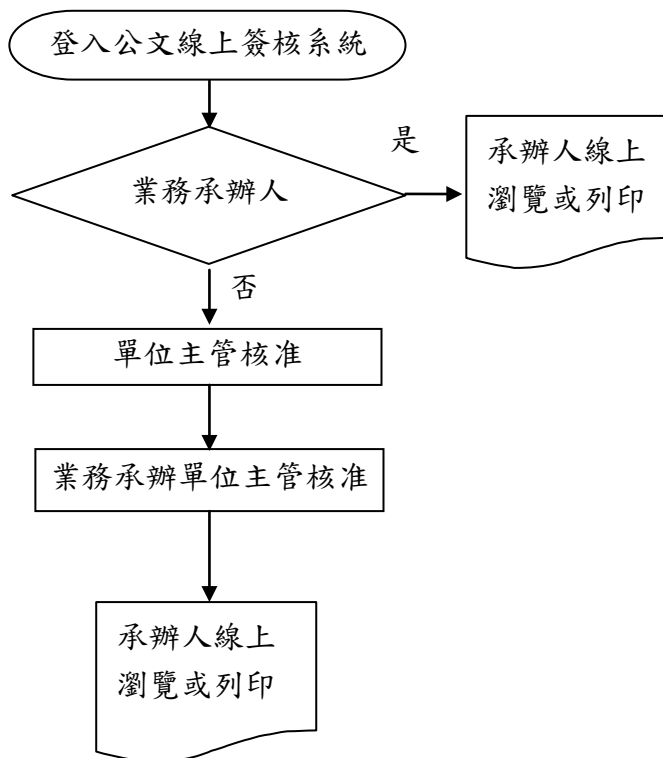 登入公文線上簽核系統
業務承辦人
是
承辦人線上
瀏覽或列印
否
單位主管核准
業務承辦單位主管核准
承辦人線上
瀏覽或列印